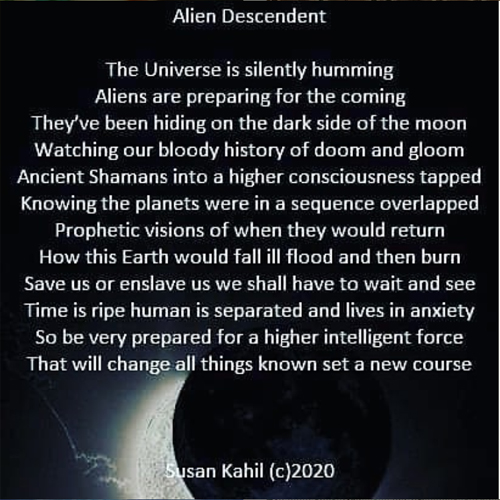 Alien Descendent
The Universe is silently humming
Aliens are preparing for the coming
They've been hiding on the dark side of the moon
Watching our bloody history of doom and gloom
Ancient Shamans into a higher consciousness tapped
Knowing the planets were in a sequence overlapped
Prophetic visions of when they would return
How this Earth would fall ill flood and then burn
Save us or enslave us we shall have to wait and see
Time is ripe human is separated and lives in anxiety
So be very prepared for a higher intelligent force
That will change all things known set a new course
Susan Kahil (c)2020